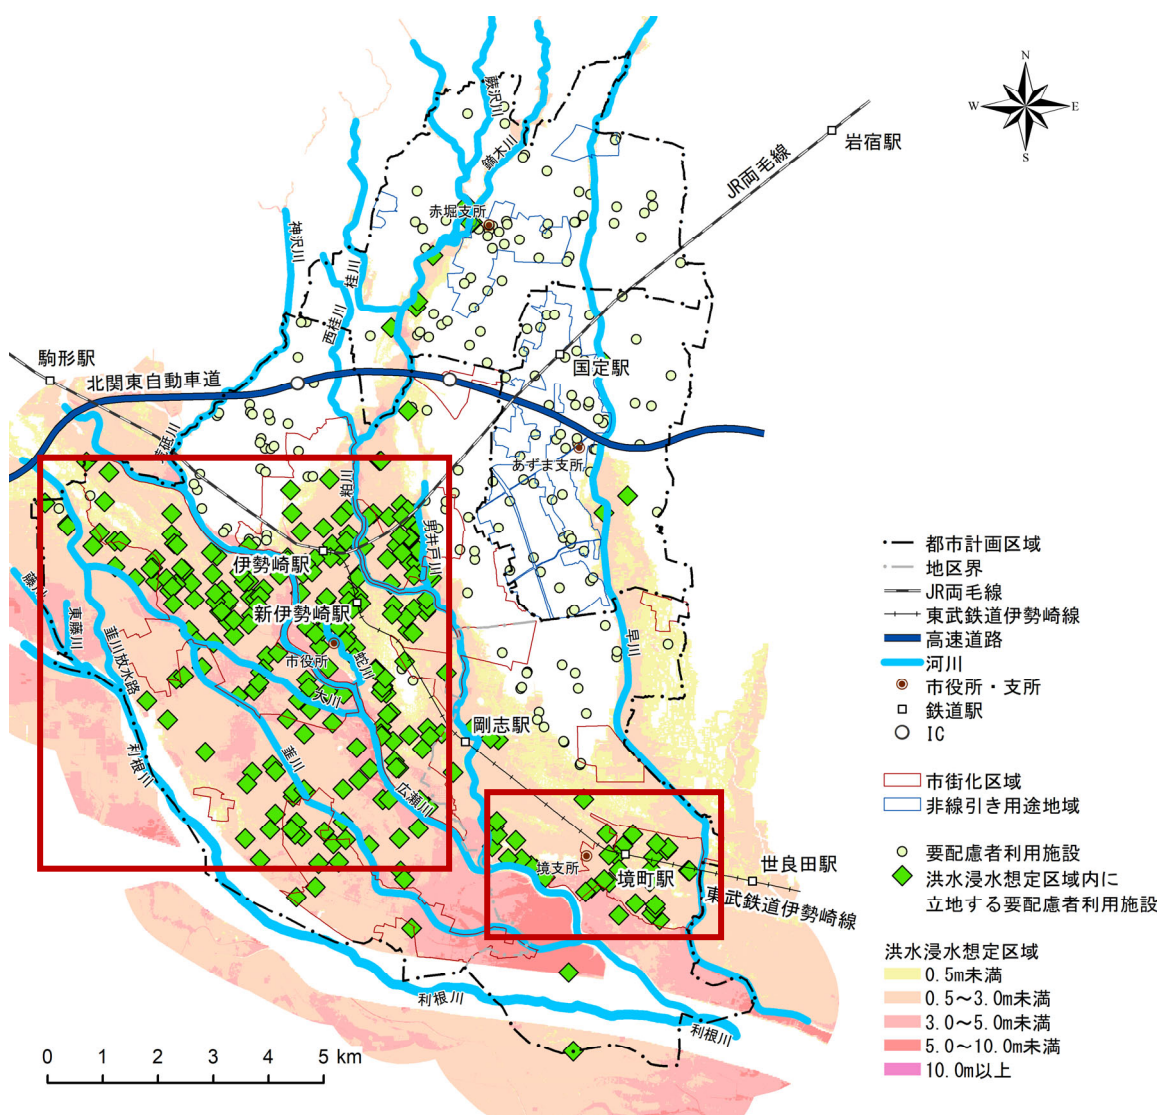 N
W
E
S
蕨沢川
鏑木川
JR両毛線
岩宿駅
赤堀支所
神沢川
桂川
西桂川
駒形駅
北関東自動車道
国定駅
荒砥川
粕川
あずま支所
男井戸川
伊勢崎駅
新伊勢崎駅
藤川
東藤川
韮川放水路
市役所
蛇川
大川
早川
利根川
韮川
剛志駅
広瀬川
境支所
境町駅
世良田駅
東武鉄道伊勢崎線
利根川
利根川
0 1 2 3 4 5 km
都市計画区域
地区界
JR両毛線
東武鉄道伊勢崎線
高速道路
河川
市役所・支所
鉄道駅
IC
市街化区域
非線引き用途地域
要配慮者利用施設
洪水浸水想定区域内に
立地する要配慮者利用施設
洪水浸水想定区域
0.5m未満
0.5～3.0m未満
3.0～5.0m未満
5.0～10.0m未満
10.0m以上